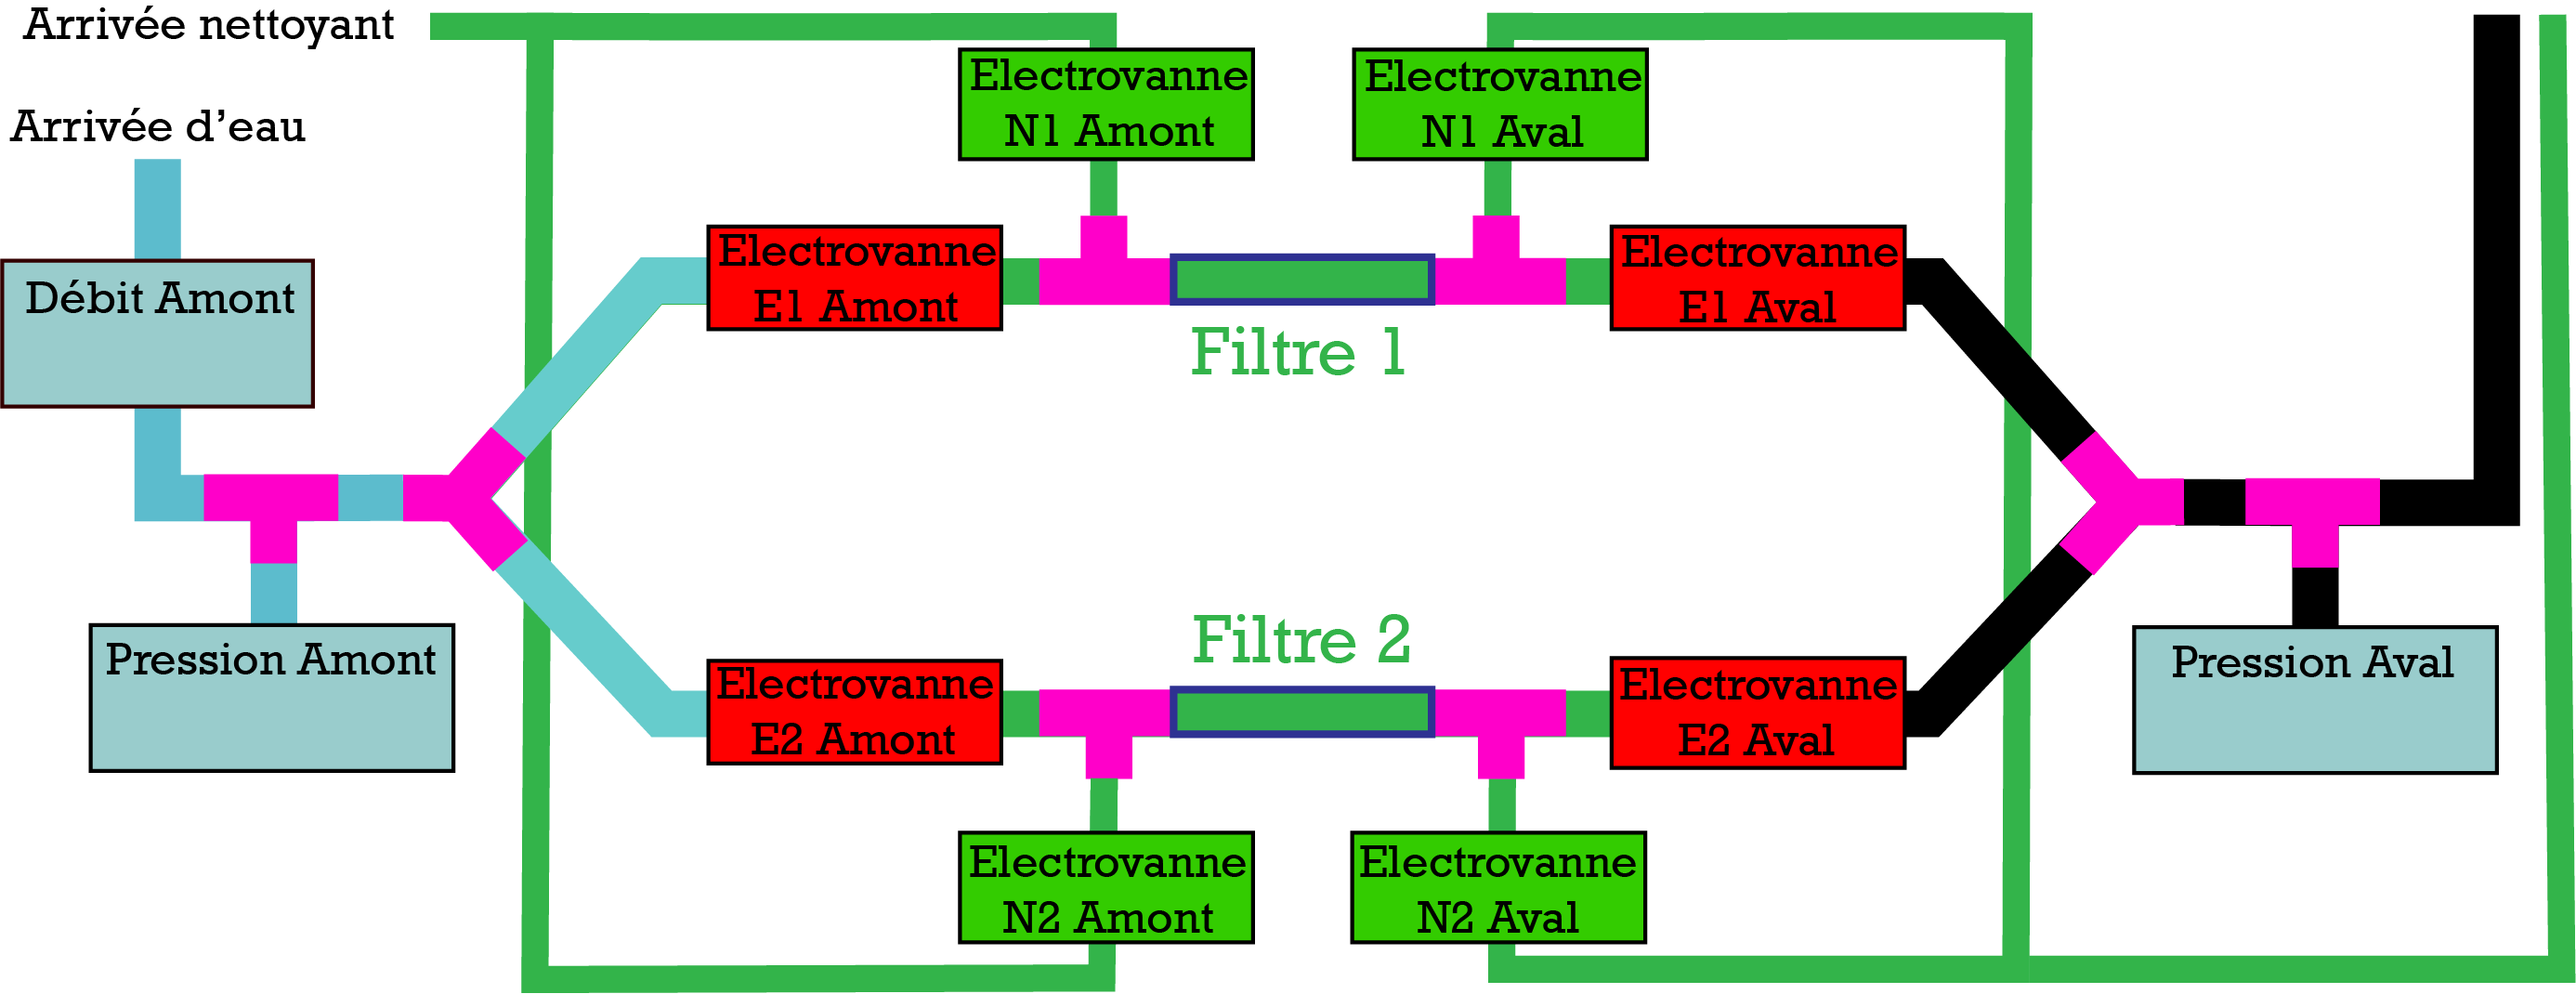 Arrivée nettoyant
Arrivée d’eau
Electrovanne
N1 Amont
Electrovanne
N1 Aval
Débit Amont
Electrovanne
E1 Amont
Electrovanne
E1 Aval
Filtre 1
Filtre 2
Pression Amont
Electrovanne
E2 Amont
Electrovanne
E2 Aval
Pression Aval
Electrovanne
N2 Amont
Electrovanne
N2 Aval